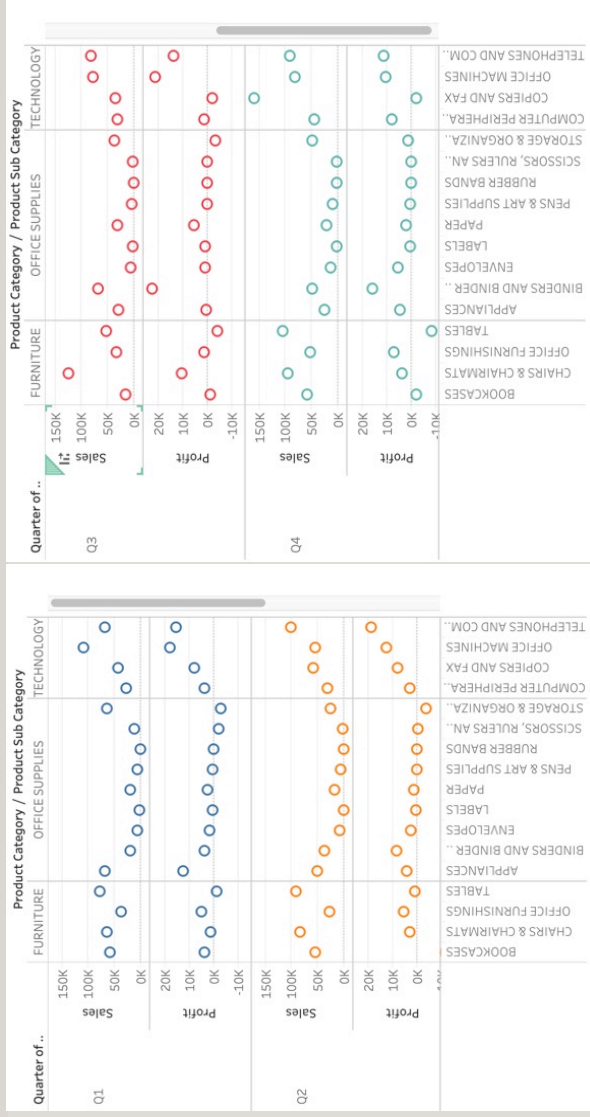 Product Category / Product Sub Category
Quarter of ..
FURNITURE
OFFICE SUPPLIES
TECHNOLOGY
Q1
Sales
150K
100K
50K
0K
Profit
20K
10K
0K
-10K
Q2
Sales
150K
100K
50K
0K
Profit
20K
10K
0K
BOOKCASES
CHAIRS & CHAIRMATS
OFFICE FURNISHINGS
TABLES
APPLIANCES
BINDERS AND BINDER ..
ENVELOPES
LABELS
PAPER
PENS & ART SUPPLIES
RUBBER BANDS
SCISSORS, RULERS AN..
STORAGE & ORGANIZA..
COMPUTER PERIPHERA..
COPIERS AND FAX
OFFICE MACHINES
TELEPHONES AND COM..
Product Category / Product Sub Category
Quarter of ..
FURNITURE
OFFICE SUPPLIES
TECHNOLOGY
Q3
Sales
150K
100K
50K
0K
Profit
20K
10K
0K
-10K
Q4
Sales
150K
100K
50K
0K
Profit
20K
10K
0K
-10K
BOOKCASES
CHAIRS & CHAIRMATS
OFFICE FURNISHINGS
TABLES
APPLIANCES
BINDERS AND BINDER ..
ENVELOPES
LABELS
PAPER
PENS & ART SUPPLIES
RUBBER BANDS
SCISSORS, RULERS AN..
STORAGE & ORGANIZA..
COMPUTER PERIPHERA..
COPIERS AND FAX
OFFICE MACHINES
TELEPHONES AND COM..